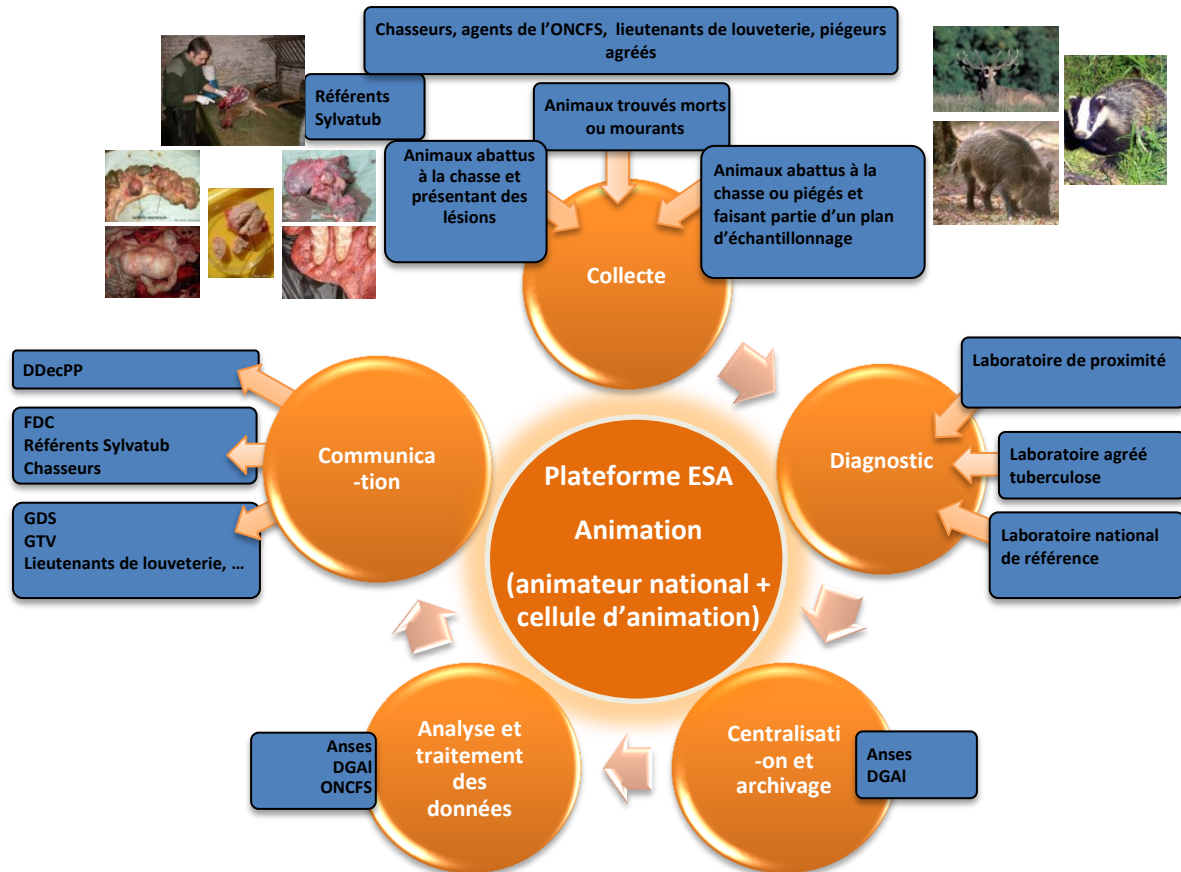 Chasseurs, agents de l'ONCFS, lieutenants de louveterie, piégeurs
agréés
Référents
Sylvatub
Animaux trouvés morts
ou mourants
Animaux abattus
à la chasse et
présentant des
lésions
Animaux abattus à la
chasse ou piégés et
faisant partie d'un plan
d'échantillonnage
Collecte
DDecPP
FDC
Référents Sylvatub
Chasseurs
GDS
GTV
Lieutenants de louveterie, …
Communica
-tion
Plateforme ESA
Animation
(animateur national +
cellule d'animation)
Diagnostic
Laboratoire de proximité
Laboratoire agréé
tuberculose
Laboratoire national
de référence
Analyse et
traitement
des
données
Anses
DGAl
ONCFS
Centralisati
-on et
archivage
Anses
DGAl